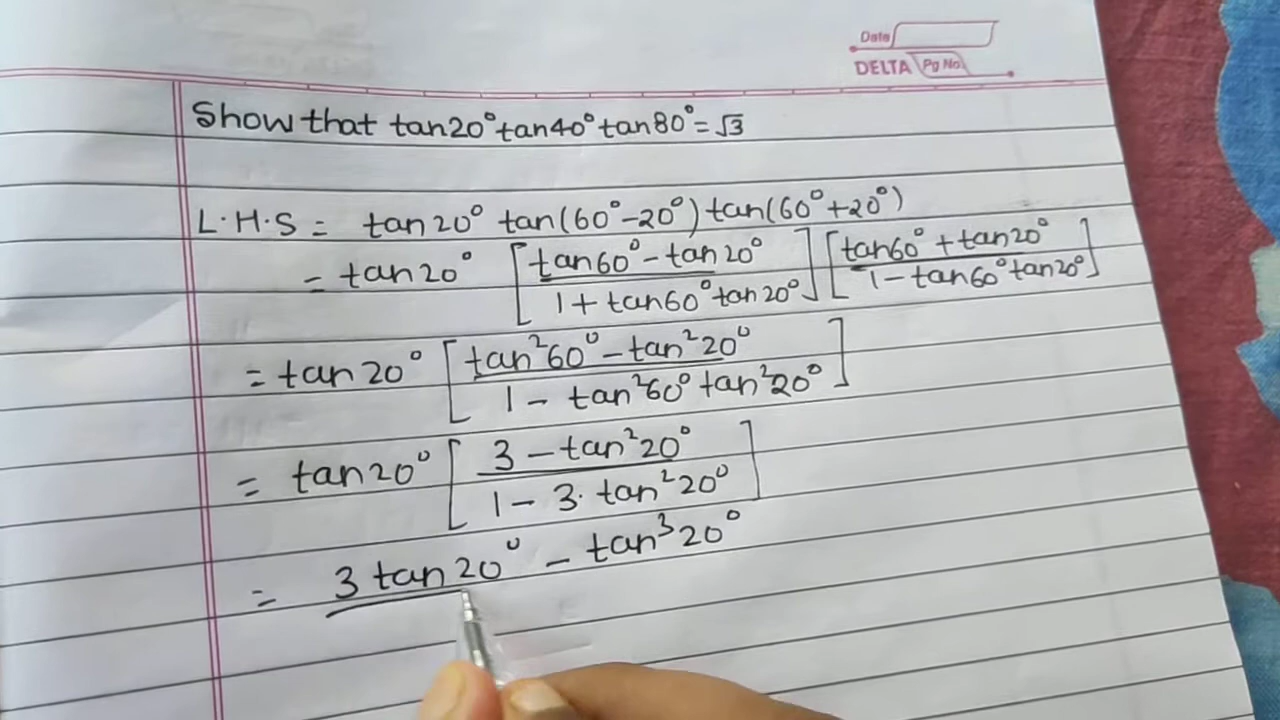 Date
DELTA Pg No
Show that tan20° tan40° tan80° = √3
L.H.S = tan20° tan(60°-20°) tan(60°+20°)
= tan20° [tan60° - tan20° / 1 + tan60° tan20°] [tan60° + tan20° / 1 - tan60° tan20°]
= tan20° [tan²60° - tan²20° / 1 - tan²60° tan²20°]
= tan20° [3 - tan²20° / 1 - 3. tan²20°]
= 3 tan20° - tan³20°